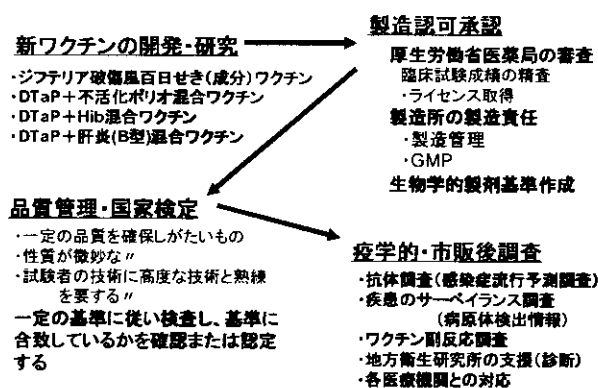 新ワクチンの開発・研究
・ジフテリア破傷風百日せき(成分)ワクチン
・DTaP+不活化ポリオ混合ワクチン
・DTaP+Hib混合ワクチン
・DTaP+肝炎(B型)混合ワクチン
製造認可承認
厚生労働省医薬局の審査
臨床試験成績の精査
・ライセンス取得
製造所の製造責任
・製造管理
・GMP
生物学的製剤基準作成
品質管理・国家検定
・一定の品質を確保しがたいもの
・性質が微妙な〃
・試験者の技術に高度な技術と熟練
を要する〃
一定の基準に従い検査し、基準に
合致しているかを確認または認定
する
疫学的・市販後調査
・抗体調査(感染症流行予測調査)
・疾患のサーベイランス調査
(病原体検出情報)
・ワクチン副反応調査
・地方衛生研究所の支援(診断)
・各医療機関との対応